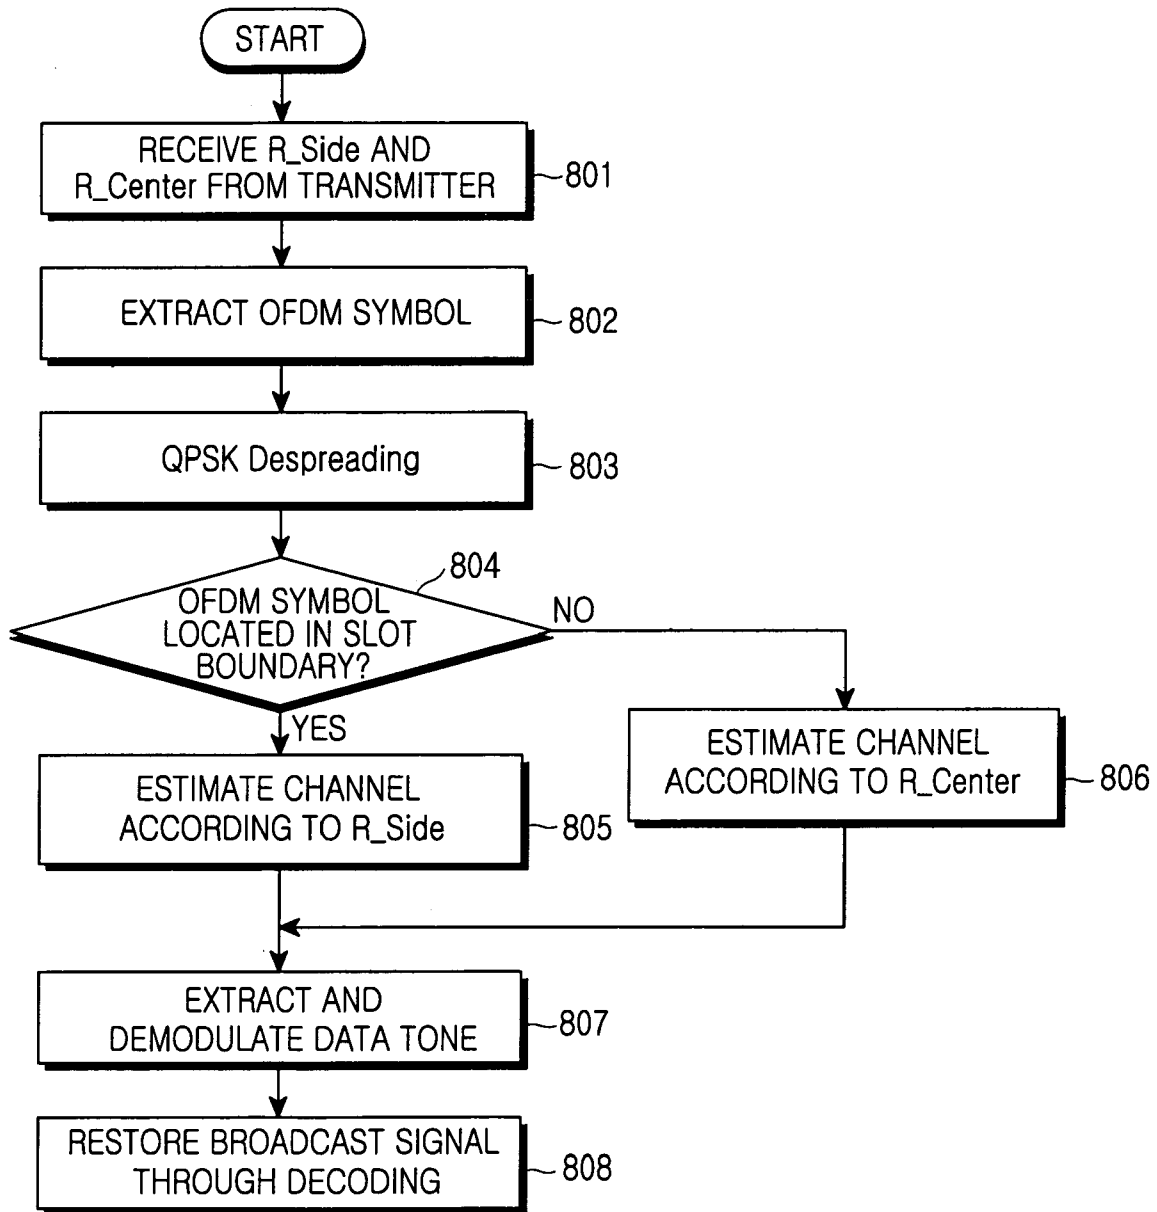 START
RECEIVE R_Side AND
R_Center FROM TRANSMITTER
801
EXTRACT OFDM SYMBOL
802
QPSK Despreading
803
804
OFDM SYMBOL
LOCATED IN SLOT
BOUNDARY?
NO
YES
ESTIMATE CHANNEL
ACCORDING TO R_Side
805
ESTIMATE CHANNEL
ACCORDING TO R_Center
806
EXTRACT AND
DEMODULATE DATA TONE
807
RESTORE BROADCAST SIGNAL
THROUGH DECODING
808